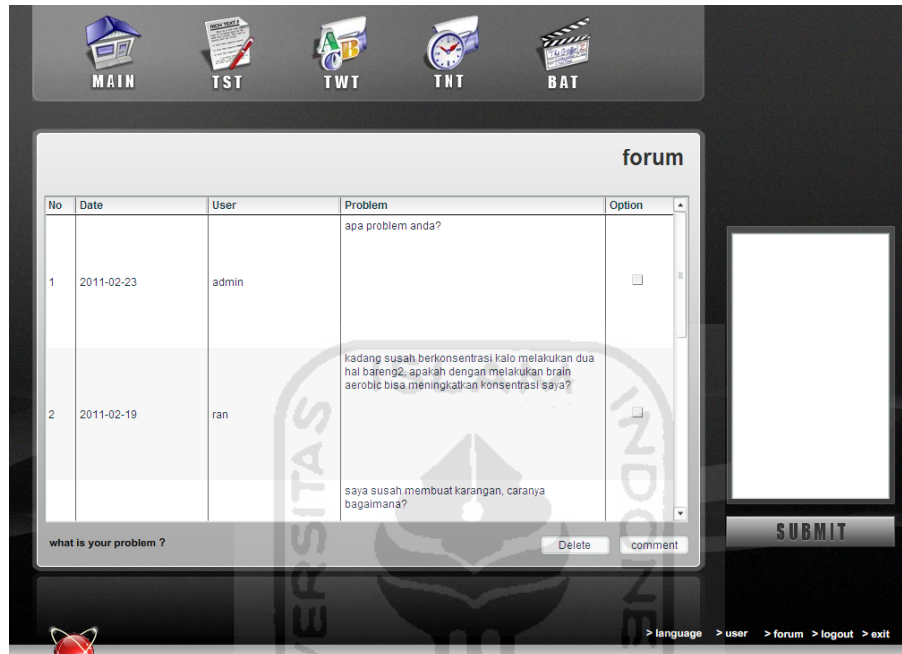 MAIN TST TWT TNT BAT
forum
No Date User Problem Option
apa problem anda?
1 2011-02-23 admin
kadang susah berkonsentrasi kalo melakukan dua
hal bareng2, apakah dengan melakukan brain
aerobic bisa meningkatkan konsentrasi saya?
2 2011-02-19 ran
saya susah membuat karangan, caranya
bagaimana?
what is your problem ? Delete comment
SUBMIT
> language > user > forum > logout > exit